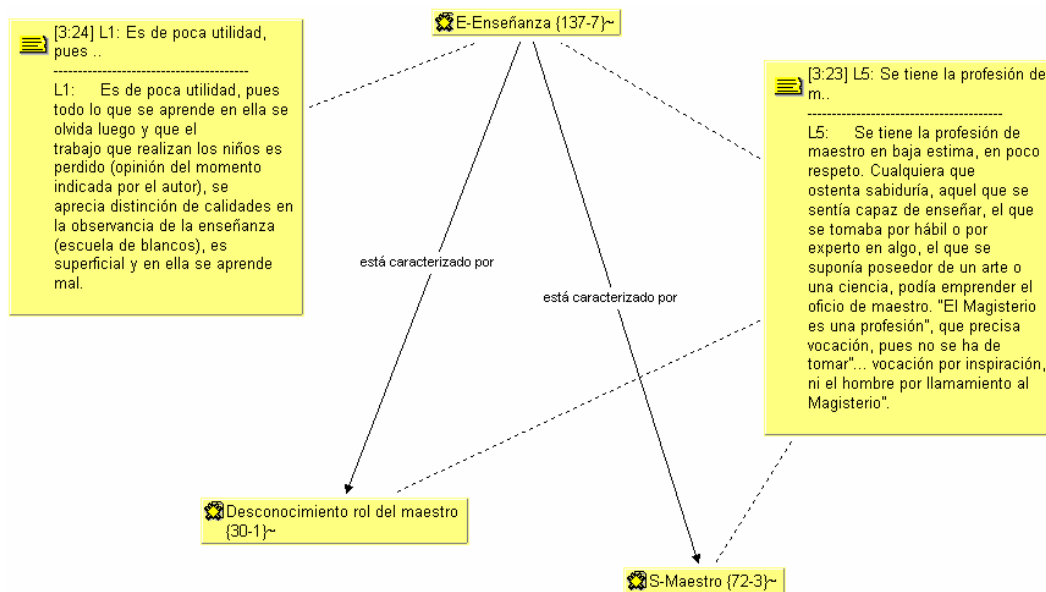 E-Enseñanza {137-7}~
[3:24] L1: Es de poca utilidad,
pues ..
----------------------------------------
L1: Es de poca utilidad, pues
todo lo que se aprende en ella se
olvida luego y que el
trabajo que realizan los niños es
perdido (opinión del momento
indicada por el autor), se
aprecia distinción de calidades en
la observancia de la enseñanza
(escuela de blancos), es
superficial y en ella se aprende
mal.
[3:23] L5: Se tiene la profesión de
m..
----------------------------------------
L5: Se tiene la profesión de
maestro en baja estima, en poco
respeto. Cualquiera que
ostenta sabiduría, aquel que se
sentía capaz de enseñar, el que
se tomaba por hábil o por
experto en algo, el que se
suponía poseedor de un arte o
una ciencia, podía emprender el
oficio de maestro. "El Magisterio
es una profesión", que precisa
vocación, pues no se ha de
tomar"... vocación por inspiración,
ni el hombre por llamamiento al
Magisterio".
está caracterizado por
está caracterizado por
Desconocimiento rol del maestro
{30-1}~
S-Maestro {72-3}~